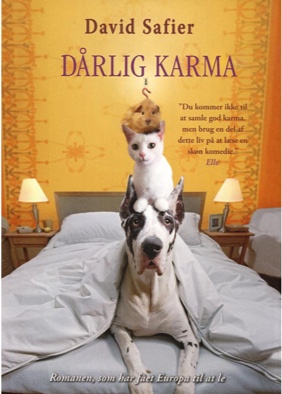 David Safier
DÅRLIG KARMA
"Du kommer ikke til
at samle god karma,
men brug en del af
dette liv på at læse en
skøn komedie."
Elle
Romanen, som har fået Europa til at le